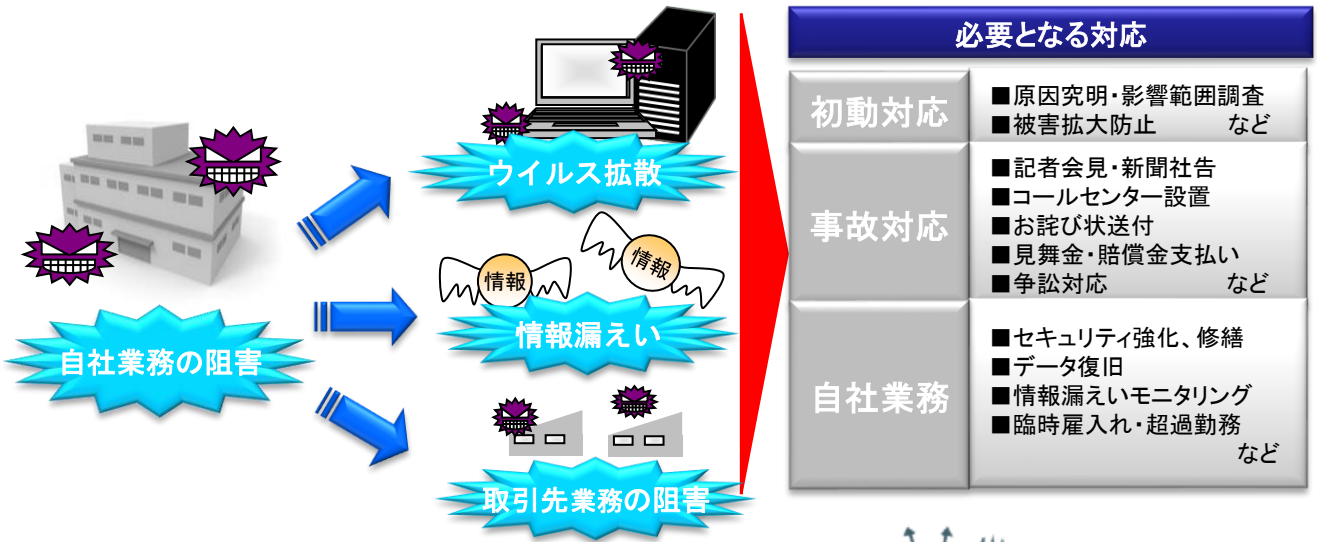 自社業務の阻害
ウイルス拡散
情報
情報
情報漏えい
取引先業務の阻害
必要となる対応
初動対応
■原因究明・影響範囲調査
■被害拡大防止 など
事故対応
■記者会見・新聞社告
■コールセンター設置
■お詫び状送付
■見舞金・賠償金支払い
■争訟対応 など
自社業務
■セキュリティ強化、修繕
■データ復旧
■情報漏えいモニタリング
■臨時雇入れ・超過勤務
など